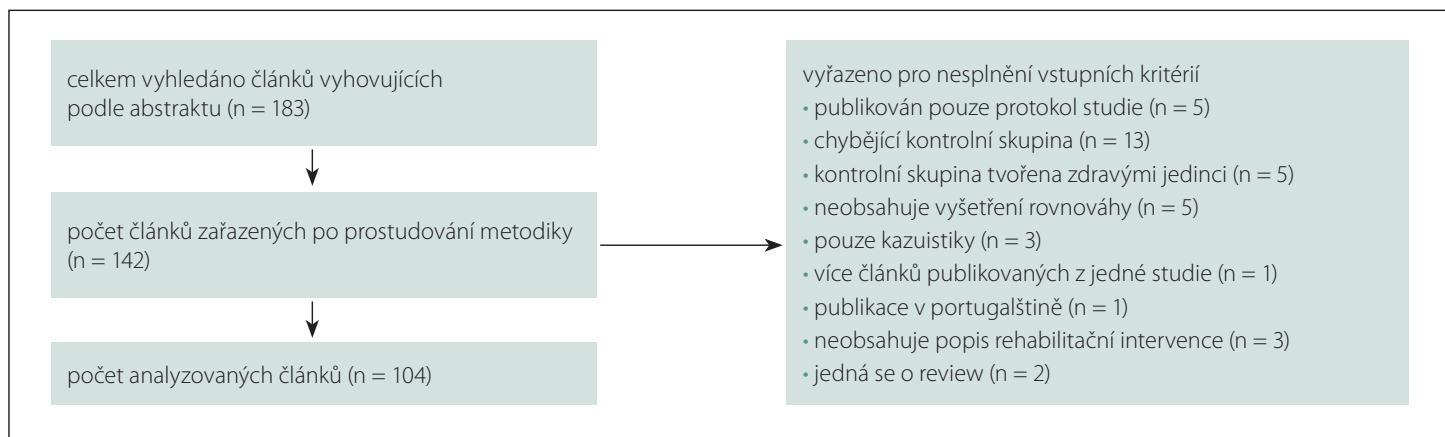 celkem vyhledáno článků vyhovujících
podle abstraktu (n = 183)
počet článků zařazených po prostudování metodiky
(n = 142)
počet analyzovaných článků (n = 104)
vyřazeno pro nesplnění vstupních kritérií
• publikován pouze protokol studie (n = 5)
• chybějící kontrolní skupina (n = 13)
• kontrolní skupina tvořena zdravými jedinci (n = 5)
• neobsahuje vyšetření rovnováhy (n = 5)
• pouze kazuistiky (n = 3)
• více článků publikovaných z jedné studie (n = 1)
• publikace v portugalštině (n = 1)
• neobsahuje popis rehabilitační intervence (n = 3)
• jedná se o review (n = 2)